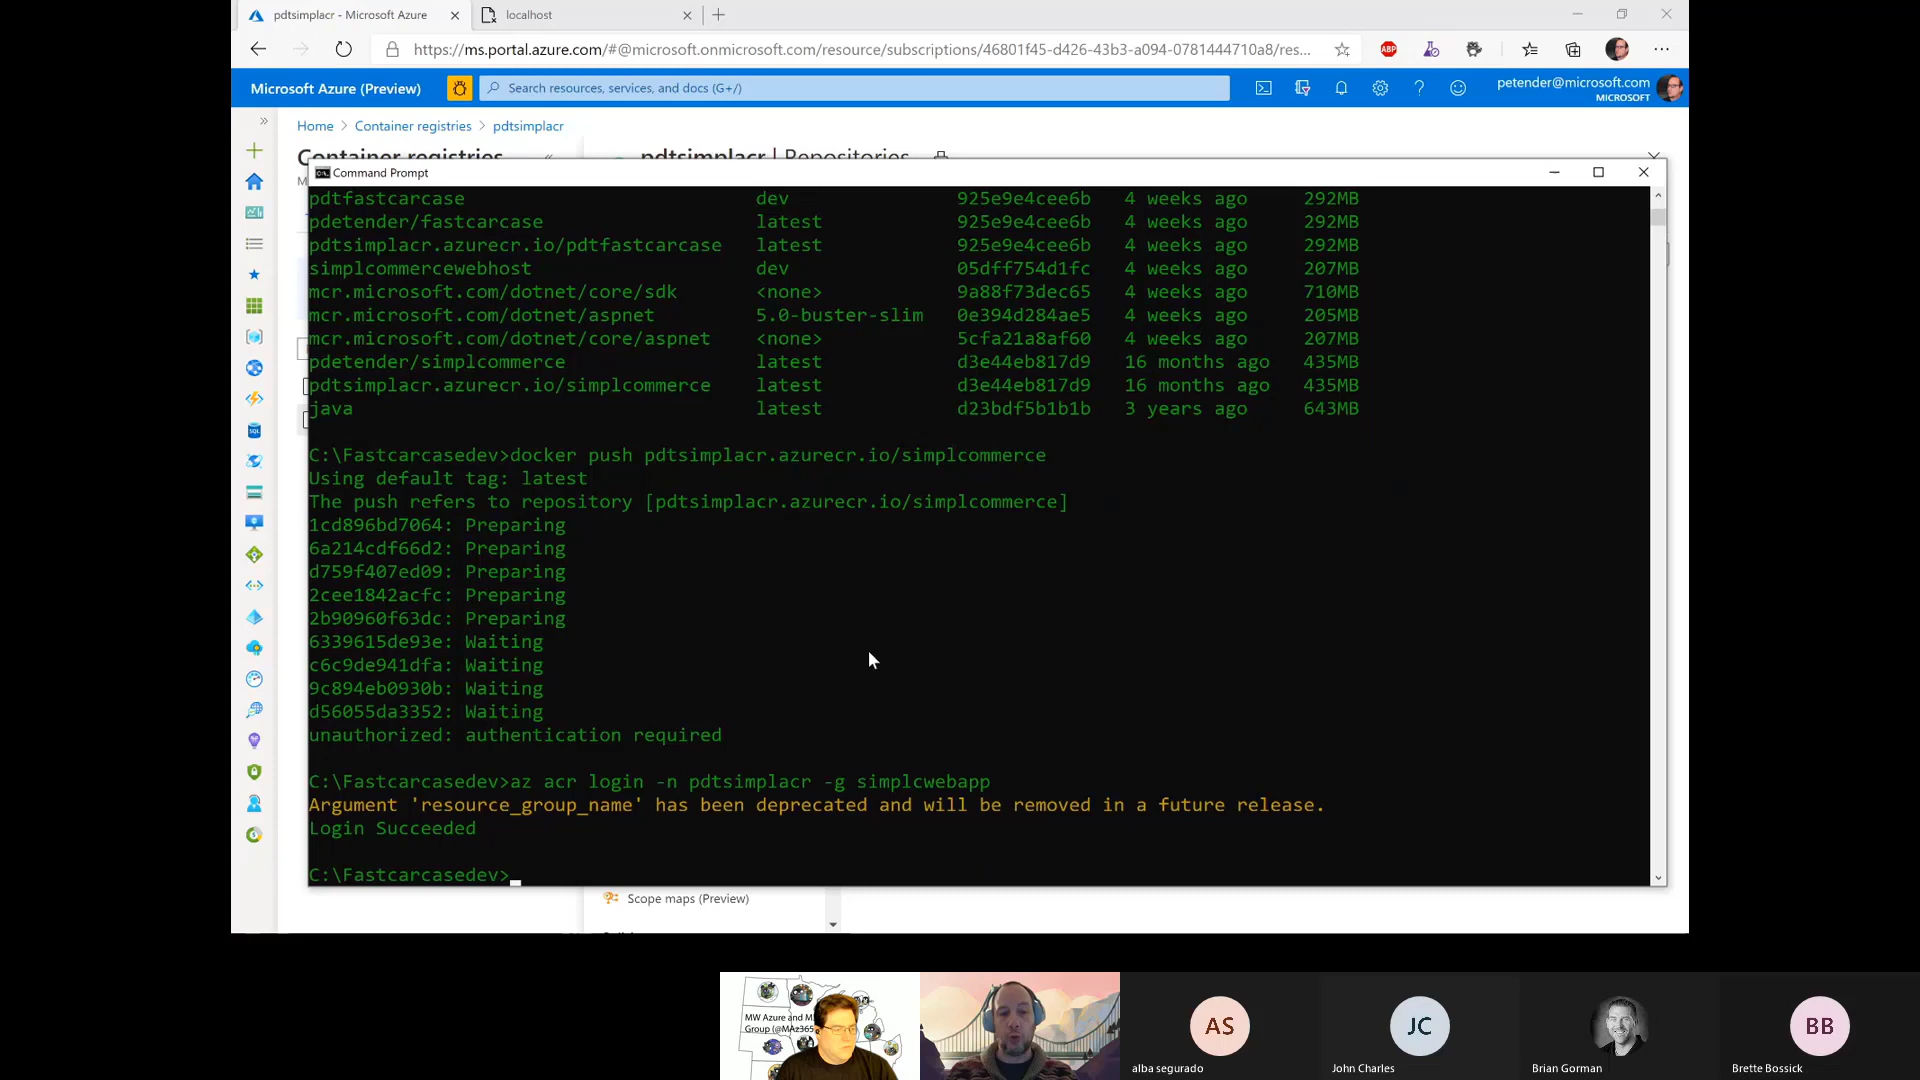 pdtsimplacr - Microsoft Azure
localhost
https://ms.portal.azure.com/#@microsoft.onmicrosoft.com/resource/subscriptions/46801f45-d426-43b3-a094-0781444710a8/res...
ABP
Microsoft Azure (Preview)
Search resources, services, and docs (G+/)
petender@microsoft.com
MICROSOFT
Home > Container registries > pdtsimplacr
Container registries
pdtsimplacr | Repositories
Command Prompt
pdtfastcarcase dev 925e9e4cee6b 4 weeks ago 292MB
pdetender/fastcarcase latest 925e9e4cee6b 4 weeks ago 292MB
pdtsimplacr.azurecr.io/pdtfastcarcase latest 925e9e4cee6b 4 weeks ago 292MB
simplcommercewebhost dev 05dff754d1fc 4 weeks ago 207MB
mcr.microsoft.com/dotnet/core/sdk <none> 9a88f73dec65 4 weeks ago 710MB
mcr.microsoft.com/dotnet/aspnet 5.0-buster-slim 0e394d284ae5 4 weeks ago 205MB
mcr.microsoft.com/dotnet/core/aspnet <none> 5cfa21a8af60 4 weeks ago 207MB
pdetender/simplcommerce latest d3e44eb817d9 16 months ago 435MB
pdtsimplacr.azurecr.io/simplcommerce latest d3e44eb817d9 16 months ago 435MB
java latest d23bdf5b1b1b 3 years ago 643MB
C:\Fastcarcasedev>docker push pdtsimplacr.azurecr.io/simplcommerce
Using default tag: latest
The push refers to repository [pdtsimplacr.azurecr.io/simplcommerce]
1cd896bd7064: Preparing
6a214cdf66d2: Preparing
d759f407ed09: Preparing
2cee1842acfc: Preparing
2b90960f63dc: Preparing
6339615de93e: Waiting
c6c9de941dfa: Waiting
9c894eb0930b: Waiting
d56055da3352: Waiting
unauthorized: authentication required
C:\Fastcarcasedev>az acr login -n pdtsimplacr -g simplcwebapp
Argument 'resource_group_name' has been deprecated and will be removed in a future release.
Login Succeeded
C:\Fastcarcasedev>
Scope maps (Preview)
MW Azure and M
Group (@MAz365
AS
JC
BB
alba segurado
John Charles
Brian Gorman
Brette Bossick